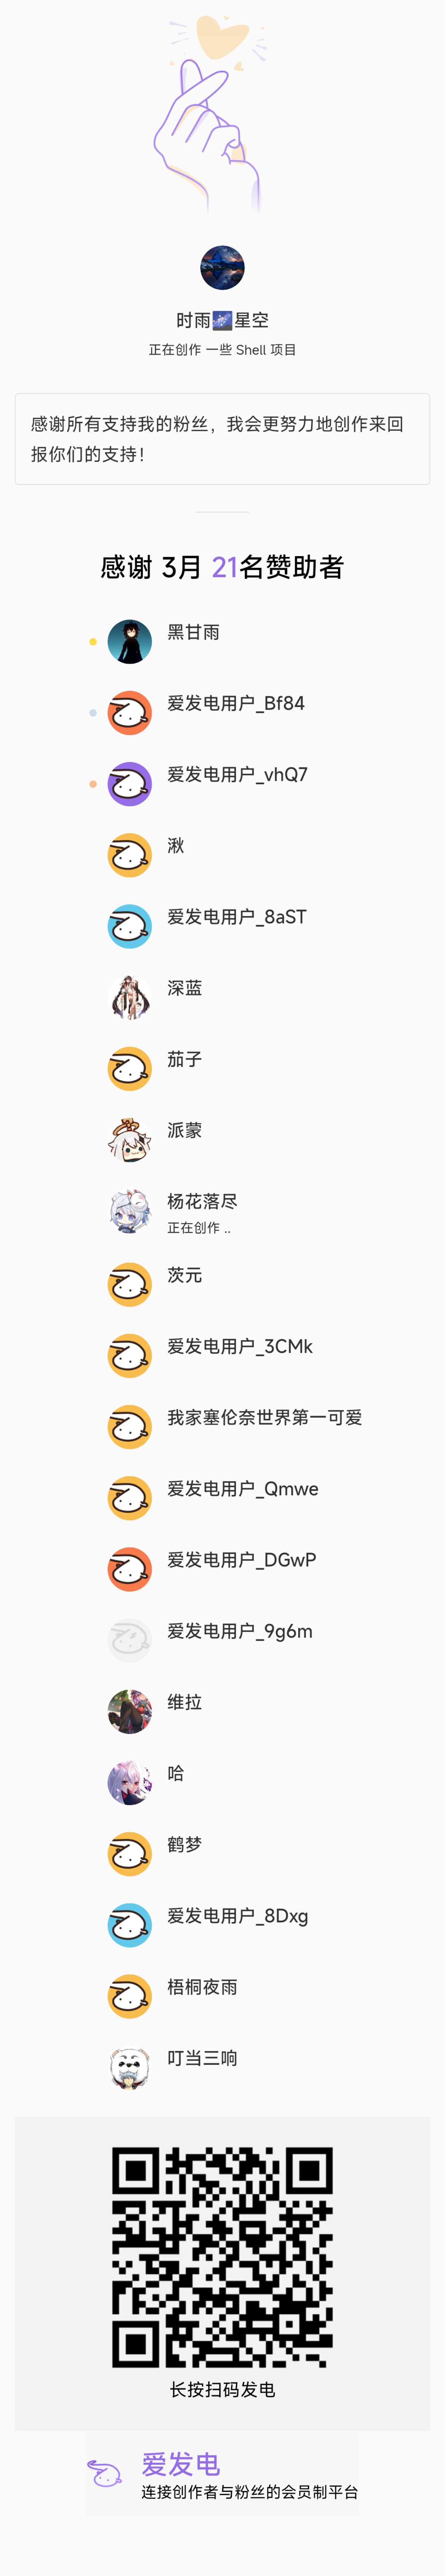 时雨🌌星空
正在创作 一些 Shell 项目
感谢所有支持我的粉丝，我会更努力地创作来回
报你们的支持！
感谢 3月 21名赞助者
黑甘雨
爱发电用户_Bf84
爱发电用户_vhQ7
湫
爱发电用户_8aST
深蓝
茄子
派蒙
杨花落尽
正在创作 ..
茨元
爱发电用户_3CMk
我家塞伦奈世界第一可爱
爱发电用户_Qmwe
爱发电用户_DGwP
爱发电用户_9g6m
维拉
哈
鹤梦
爱发电用户_8Dxg
梧桐夜雨
叮当三响
长按扫码发电
爱发电
连接创作者与粉丝的会员制平台